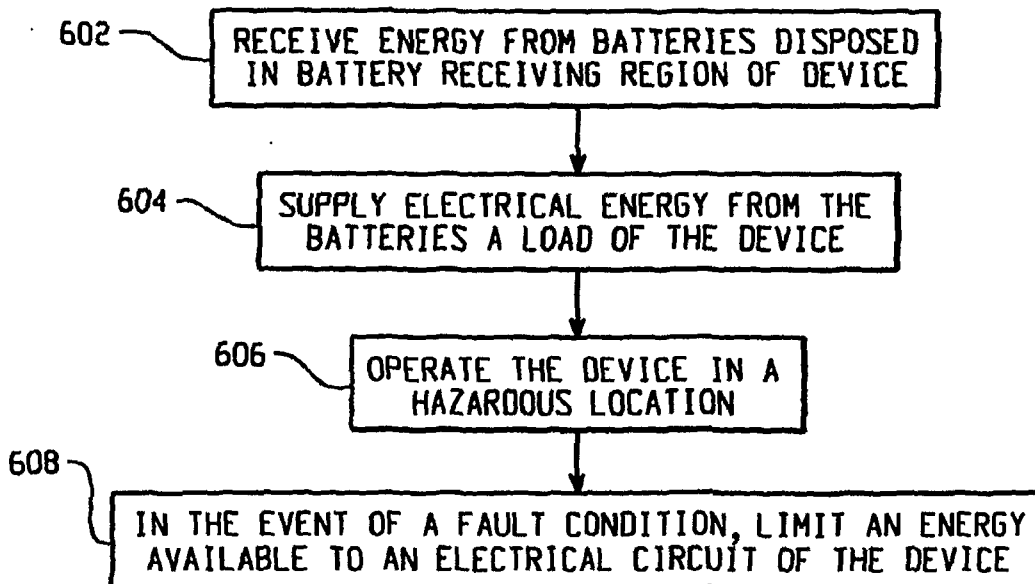 602
RECEIVE ENERGY FROM BATTERIES DISPOSED
IN BATTERY RECEIVING REGION OF DEVICE
604
SUPPLY ELECTRICAL ENERGY FROM THE
BATTERIES A LOAD OF THE DEVICE
606
OPERATE THE DEVICE IN A
HAZARDOUS LOCATION
608
IN THE EVENT OF A FAULT CONDITION, LIMIT AN ENERGY
AVAILABLE TO AN ELECTRICAL CIRCUIT OF THE DEVICE